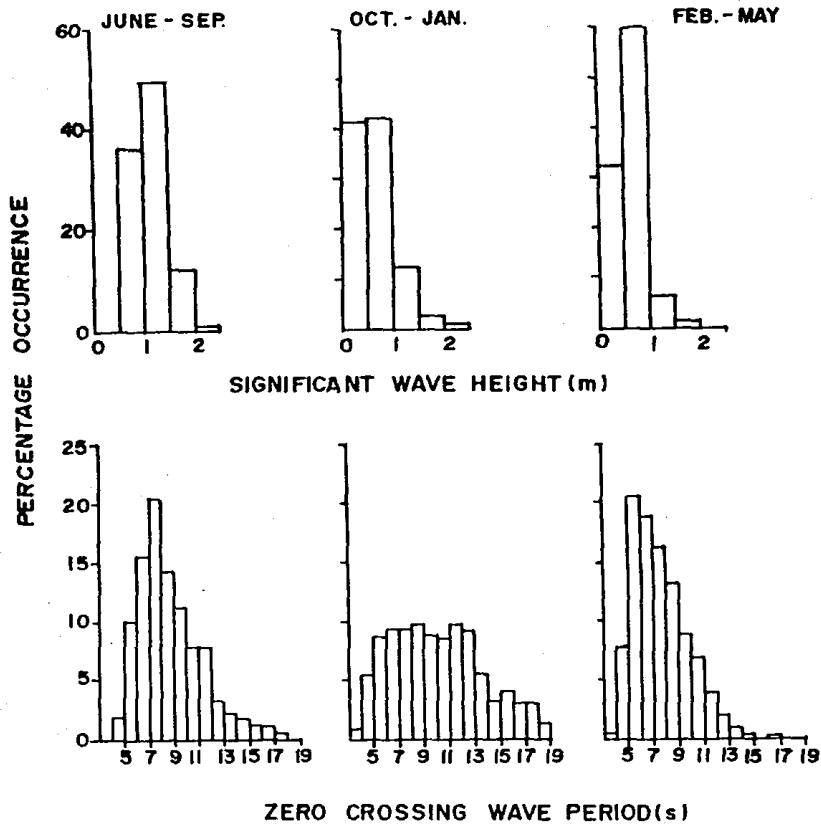 JUNE - SEP.
OCT. - JAN.
FEB. - MAY
60
40
20
0
0 1 2
0 1 2
0 1 2
SIGNIFICANT WAVE HEIGHT (m)
PERCENTAGE OCCURRENCE
25
20
15
10
5
0
5 7 9 11 13 15 17 19
5 7 9 11 13 15 17 19
5 7 9 11 13 15 17 19
ZERO CROSSING WAVE PERIOD (s)